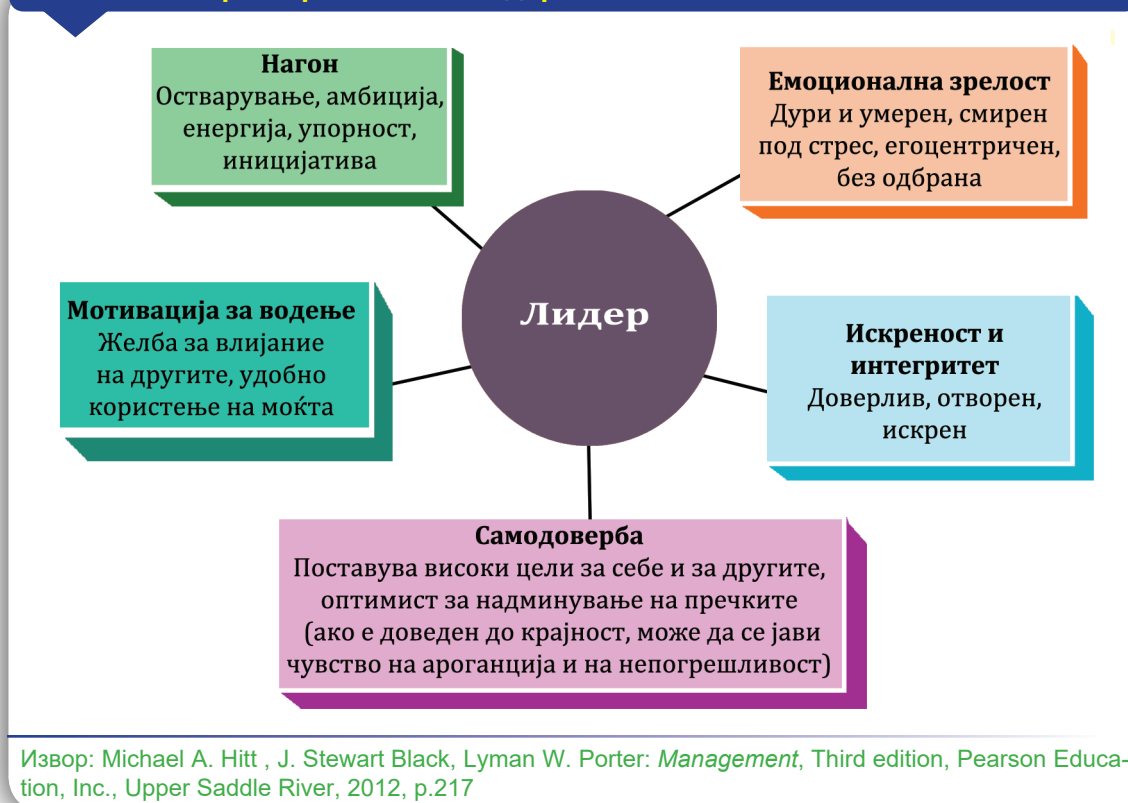 Нагон
Остварување, амбиција,
енергија, упорност,
иницијатива
Емоционална зрелост
Дури и умерен, смирен
под стрес, егоцентричен,
без одбрана
Мотивација за водење
Желба за влијание
на другите, удобно
користење на моќта
Лидер
Искреност и
интегритет
Доверлив, отворен,
искрен
Самодоверба
Поставува високи цели за себе и за другите,
оптимист за надминување на пречките
(ако е доведен до крајност, може да се јави
чувство на ароганција и на непогрешливост)
Извор: Michael A. Hitt , J. Stewart Black, Lyman W. Porter: Management, Third edition, Pearson Educa-
tion, Inc., Upper Saddle River, 2012, p.217